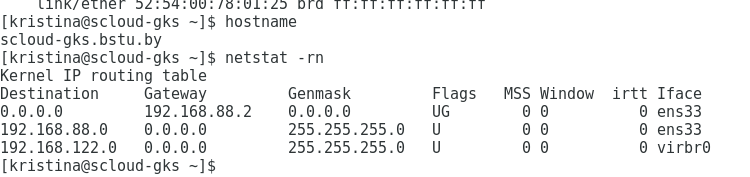 link/ether 52:54:00:78:01:25 brd ff:ff:ff:ff:ff:ff
[kristina@scloud-gks ~]$ hostname
scloud-gks.bstu.by
[kristina@scloud-gks ~]$ netstat -rn
Kernel IP routing table
Destination     Gateway         Genmask         Flags   MSS Window  irtt Iface
0.0.0.0         192.168.88.2    0.0.0.0         UG        0 0          0 ens33
192.168.88.0    0.0.0.0         255.255.255.0   U         0 0          0 ens33
192.168.122.0   0.0.0.0         255.255.255.0   U         0 0          0 virbr0
[kristina@scloud-gks ~]$